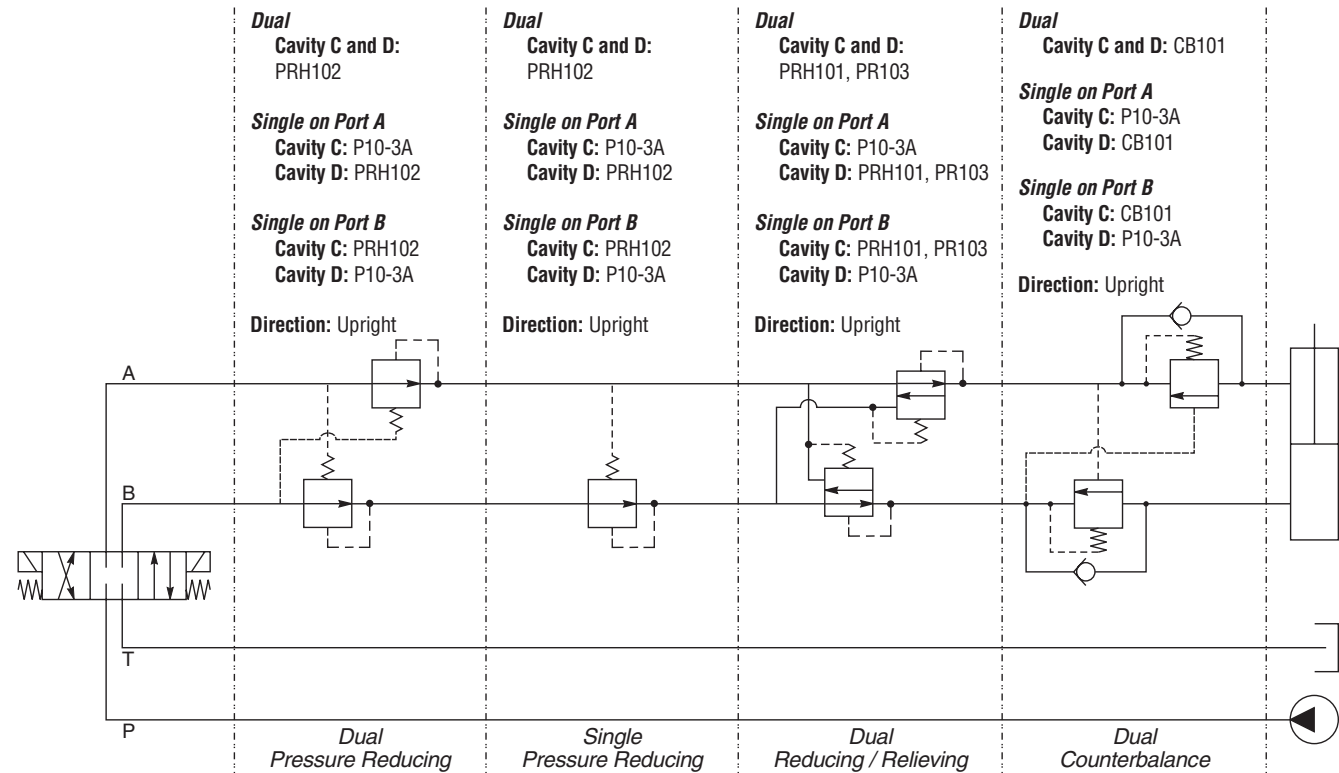 Dual
Cavity C and D:
PRH102
Single on Port A
Cavity C: P10-3A
Cavity D: PRH102
Single on Port B
Cavity C: PRH102
Cavity D: P10-3A
Direction: Upright
Dual
Cavity C and D:
PRH102
Single on Port A
Cavity C: P10-3A
Cavity D: PRH102
Single on Port B
Cavity C: PRH102
Cavity D: P10-3A
Direction: Upright
Dual
Cavity C and D:
PRH101, PR103
Single on Port A
Cavity C: P10-3A
Cavity D: PRH101, PR103
Single on Port B
Cavity C: PRH101, PR103
Cavity D: P10-3A
Direction: Upright
Dual
Cavity C and D: CB101
Single on Port A
Cavity C: P10-3A
Cavity D: CB101
Single on Port B
Cavity C: CB101
Cavity D: P10-3A
Direction: Upright
A
B
T
P
Dual
Pressure Reducing
Single
Pressure Reducing
Dual
Reducing / Relieving
Dual
Counterbalance